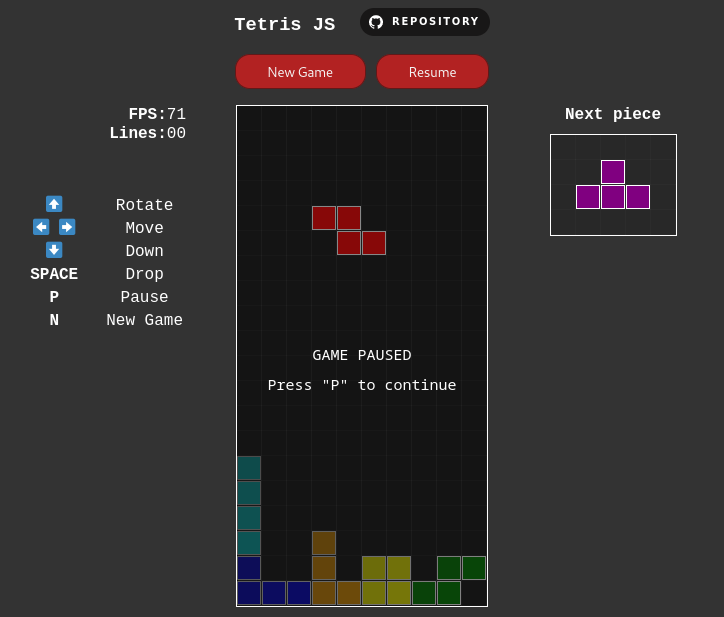 Tetris JS
REPOSITORY
New Game
Resume
FPS:71
Lines:00
Rotate
Move
Down
SPACE Drop
P Pause
N New Game
GAME PAUSED
Press "P" to continue
Next piece